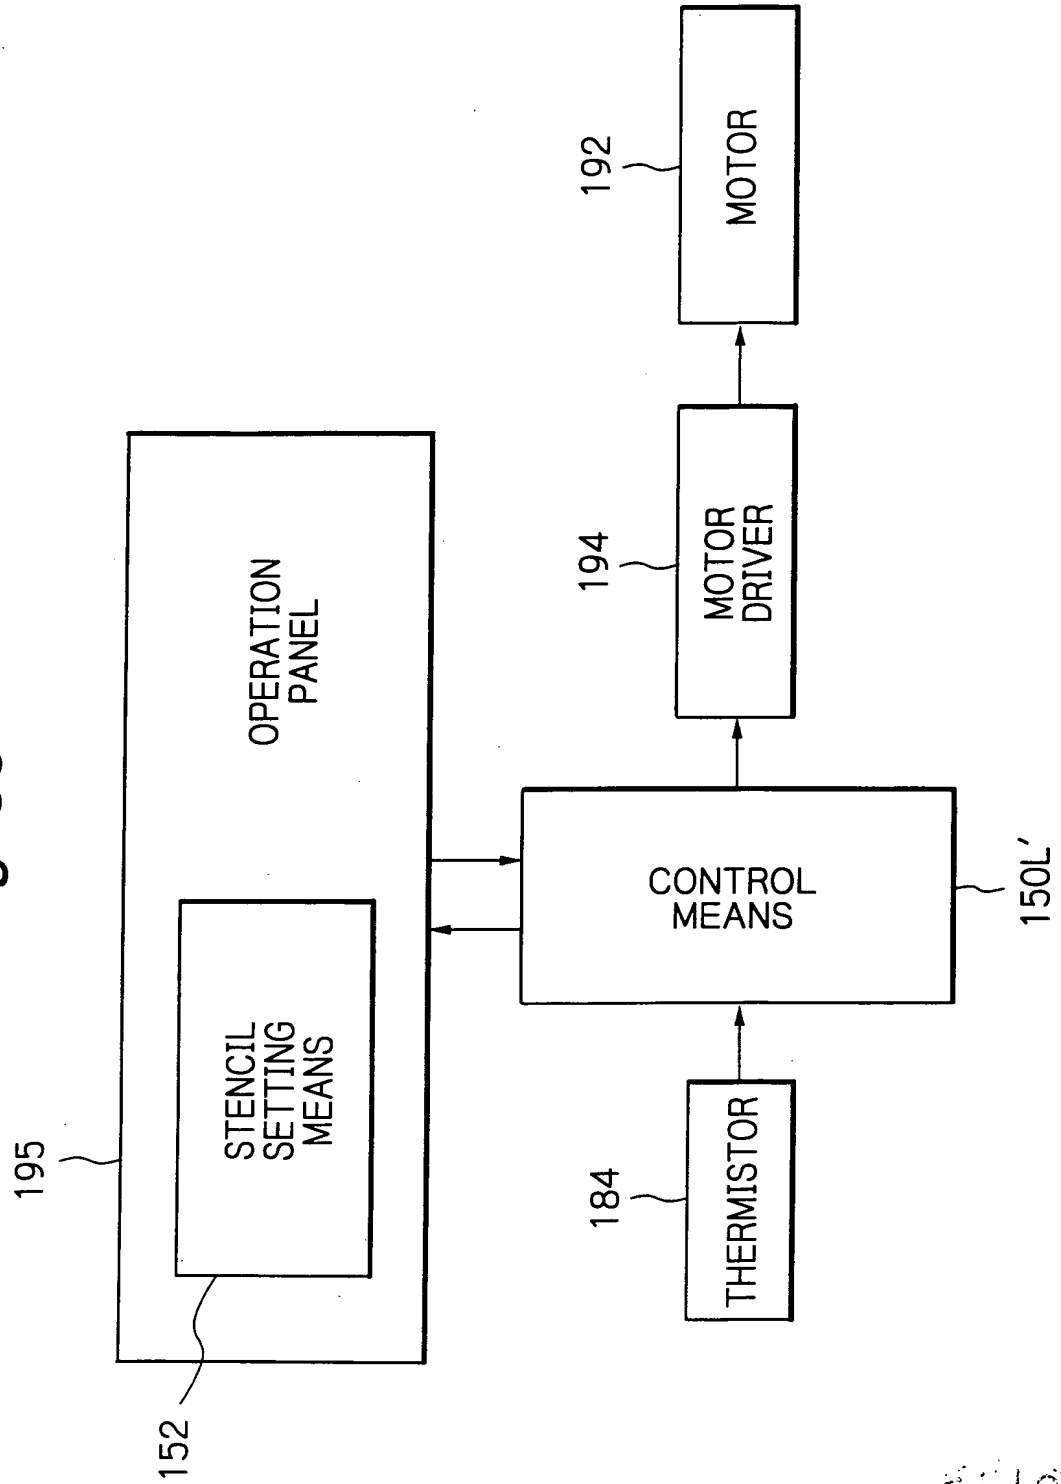 195
152
STENCIL
SETTING
MEANS
OPERATION
PANEL
184
THERMISTOR
CONTROL
MEANS
150L′
194
MOTOR
DRIVER
192
MOTOR